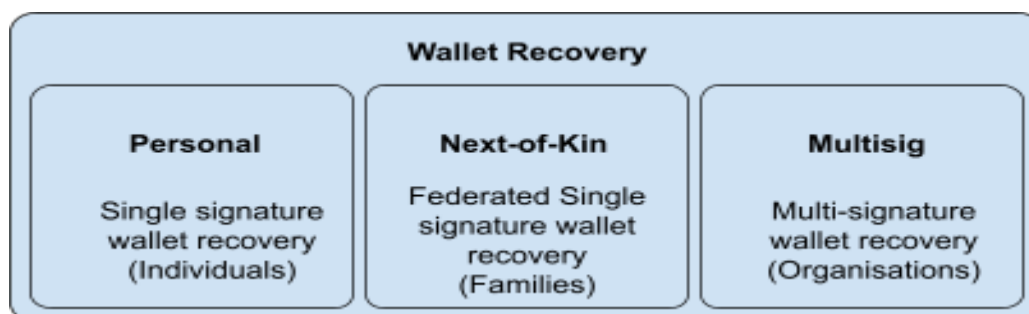 Wallet Recovery
Personal
Single signature
wallet recovery
(Individuals)
Next-of-Kin
Federated Single
signature wallet
recovery
(Families)
Multisig
Multi-signature
wallet recovery
(Organisations)